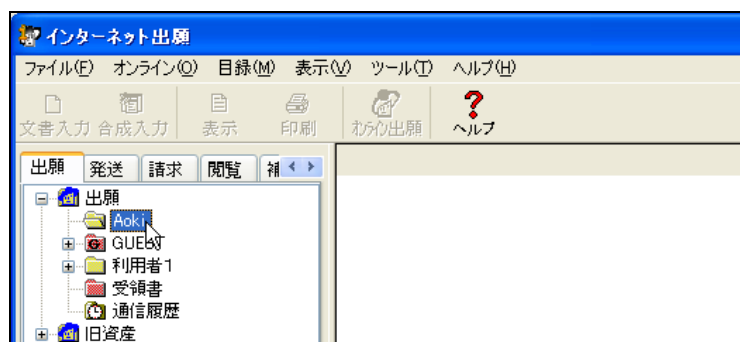 インターネット出願
ファイル(F) オンライン(O) 目録(M) 表示(V) ツール(T) ヘルプ(H)
文書入力 合成入力 表示 印刷 オンライン出願 ヘルプ
出願 発送 請求 閲覧 補
出願
Aoki
GUEST
利用者1
受領書
通信履歴
旧資産